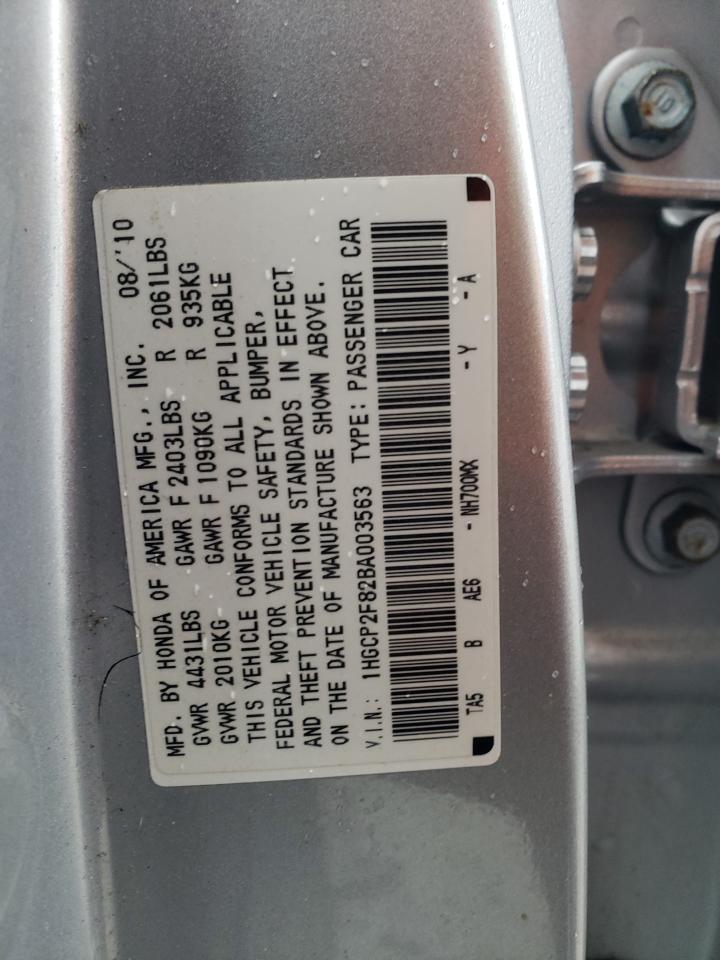 MFD. BY HONDA OF AMERICA MFG., INC. 08/'10
GVWR 4431LBS GAWR F 2403LBS R 2061LBS
GVWR 2010KG GAWR F 1090KG R 935KG
THIS VEHICLE CONFORMS TO ALL APPLICABLE
FEDERAL MOTOR VEHICLE SAFETY, BUMPER,
AND THEFT PREVENTION STANDARDS IN EFFECT
ON THE DATE OF MANUFACTURE SHOWN ABOVE.
V.I.N.: 1HGCP2F82BA003563 TYPE: PASSENGER CAR
TA5 B AE6 - NH700MX - Y - A